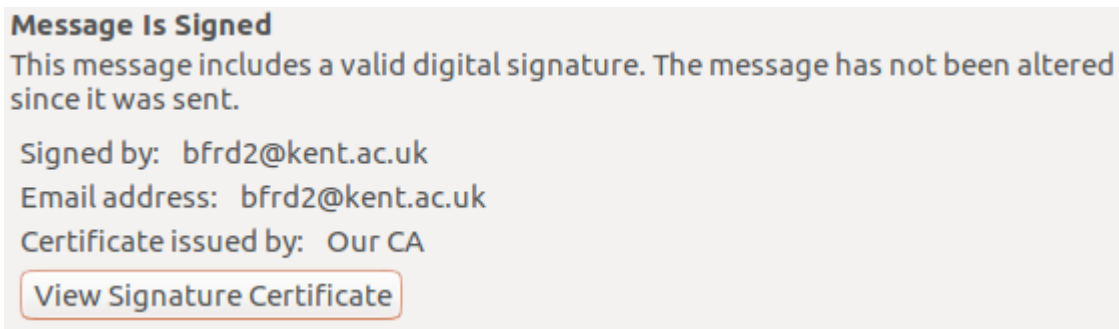 Message Is Signed
This message includes a valid digital signature. The message has not been altered
since it was sent.
Signed by: bfrd2@kent.ac.uk
Email address: bfrd2@kent.ac.uk
Certificate issued by: Our CA
View Signature Certificate